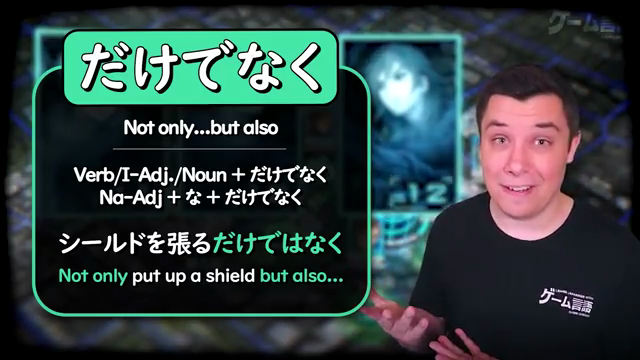 だけでなく
Not only...but also
Verb/I-Adj./Noun + だけでなく
Na-Adj + な + だけでなく
シールドを張るだけではなく
Not only put up a shield but also...
ゲーム言語
ゲーム言語